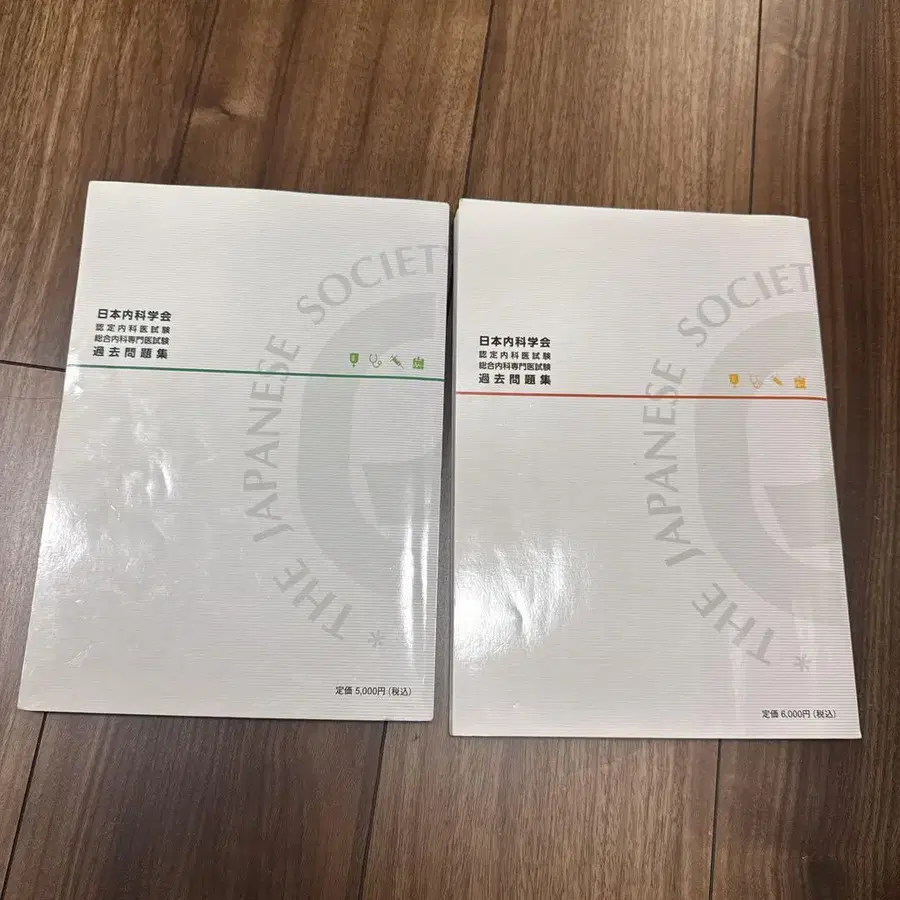 日本内科学会
認定内科医試験
総合内科専門医試験
過去問題集
* THE JAPANESE SOCIETY
定価 5,000円(税込)
日本内科学会
認定内科医試験
総合内科専門医試験
過去問題集
* THE JAPANESE SOCIETY
定価 6,000円(税込)